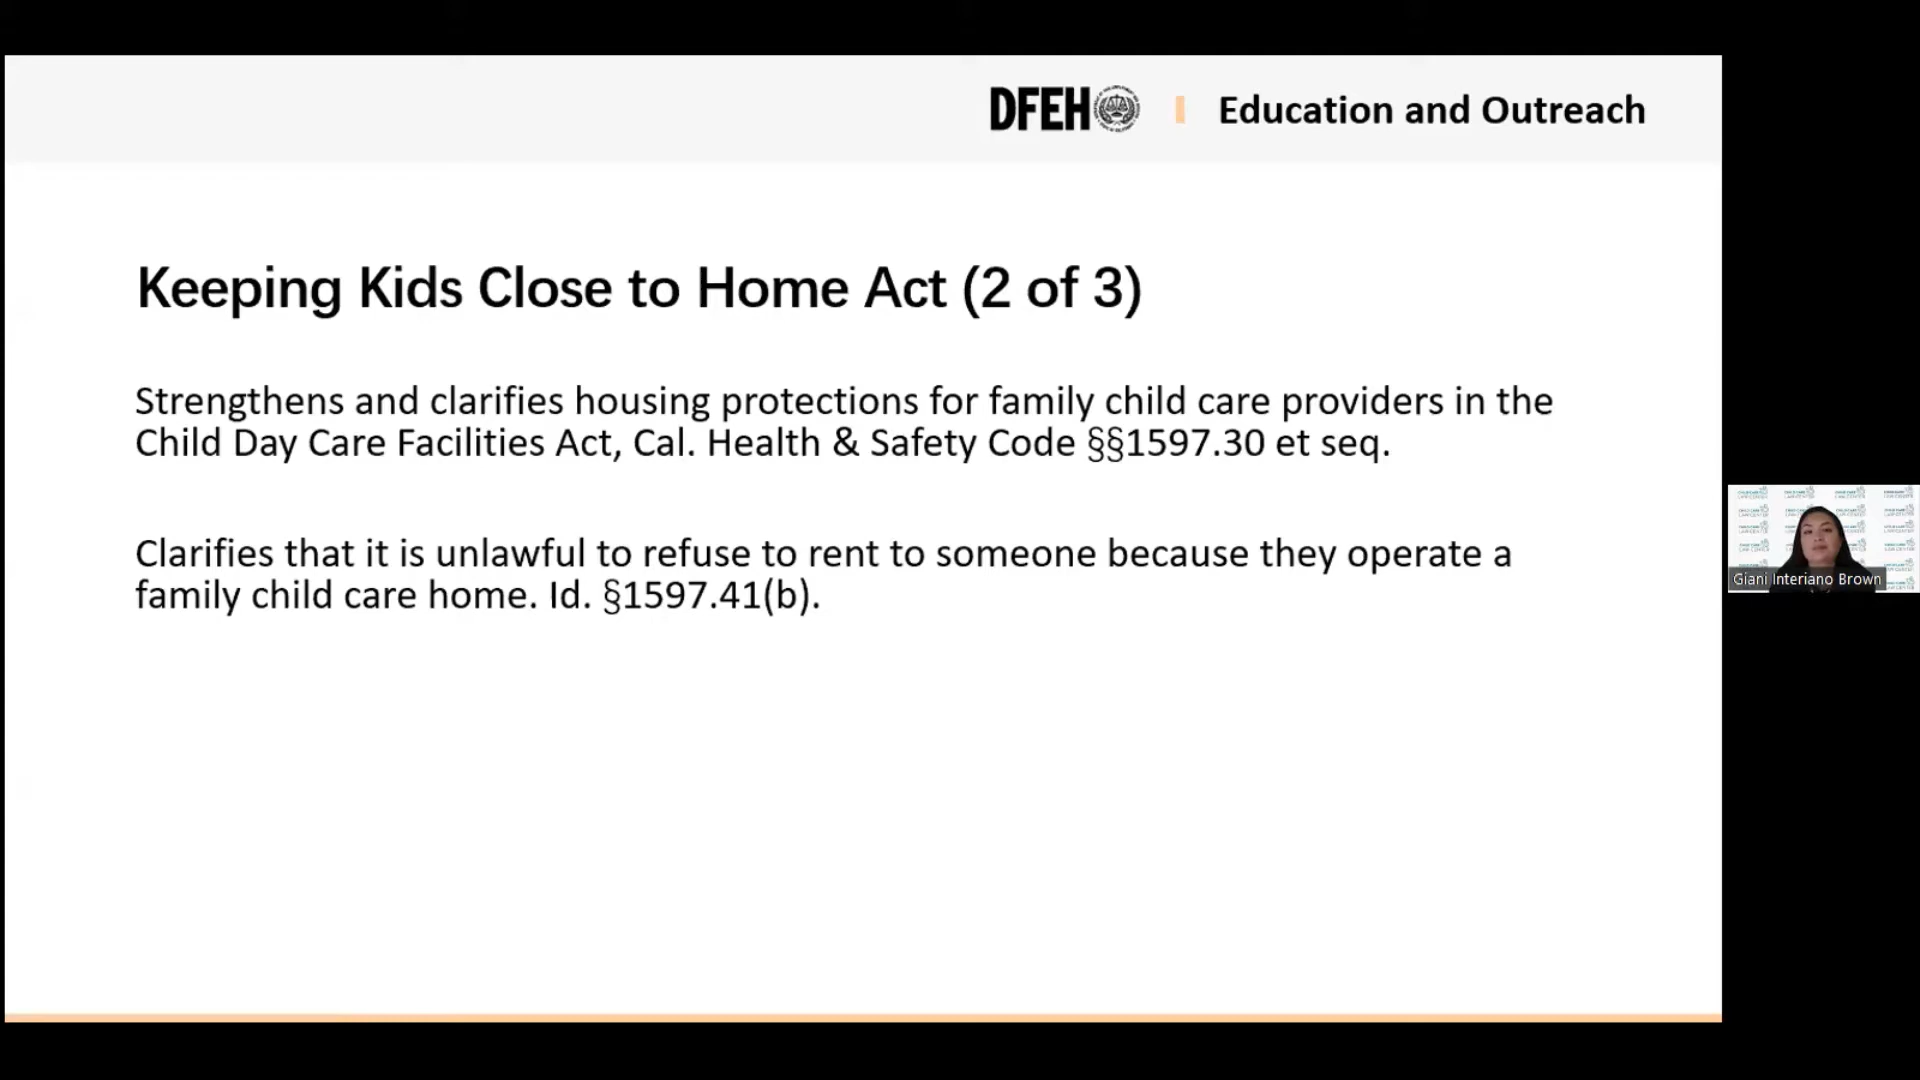 DFEH
Education and Outreach
Keeping Kids Close to Home Act (2 of 3)
Strengthens and clarifies housing protections for family child care providers in the
Child Day Care Facilities Act, Cal. Health & Safety Code §§1597.30 et seq.
Clarifies that it is unlawful to refuse to rent to someone because they operate a
family child care home. Id. §1597.41(b).
Giani Interiano Brown